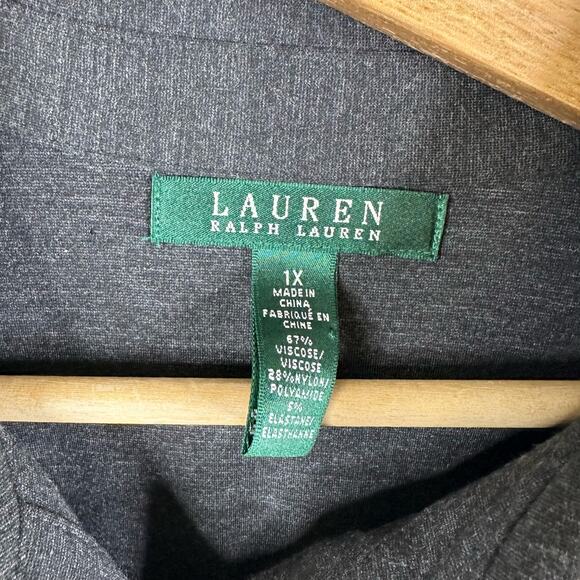 LAUREN
RALPH LAUREN
1X
MADE IN
CHINA
FABRIQUÉ EN
CHINE
67%
VISCOSE/
VISCOSE
28% NYLON/
POLYAMIDE
5%
ELASTANE/
ELASTHANNE